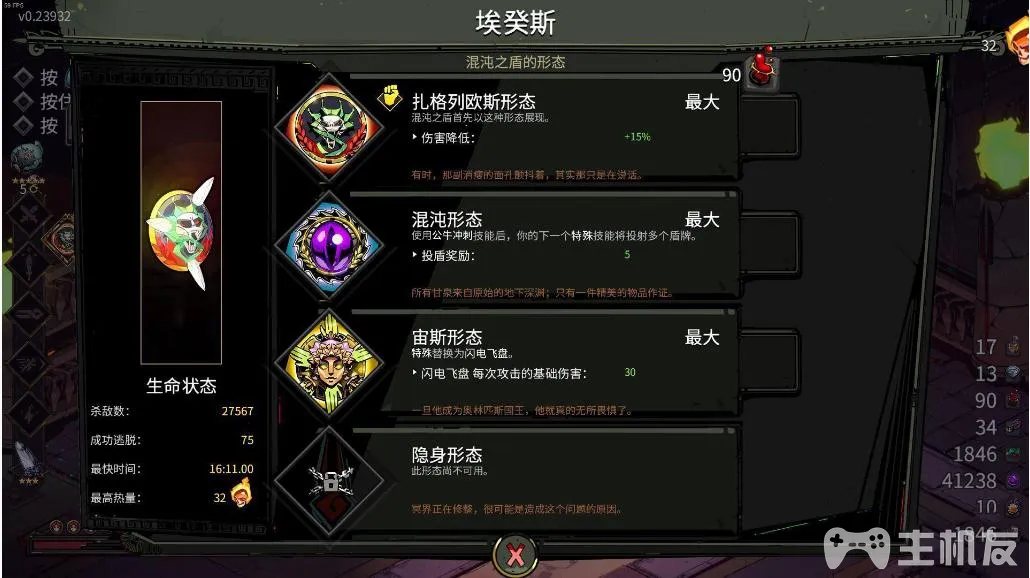 59 FPS
v0.23932
埃癸斯
32
混沌之盾的形态
90
按
按住
按
扎格列欧斯形态
最大
混沌之盾首先以这种形态展现。
伤害降低：
+15%
有时，那副消瘦的面孔颤抖着，其实那只是在说话。
5
混沌形态
最大
使用公牛冲刺技能后，你的下一个特殊技能将投射多个盾牌。
投盾奖励：
5
所有甘泉来自原始的地下深渊；只有一件精美的物品作证。
宙斯形态
最大
特殊替换为闪电飞盘。
闪电飞盘 每次攻击的基础伤害：
30
一旦他成为奥林匹斯国王，他就真的无所畏惧了。
生命状态
杀敌数：
27567
成功逃脱：
75
最快时间：
16:11.00
最高热量：
32
隐身形态
此形态尚不可用。
冥界正在修整，很可能是造成这个问题的原因。
17
13
90
34
1846
41238
10
1846
主机友